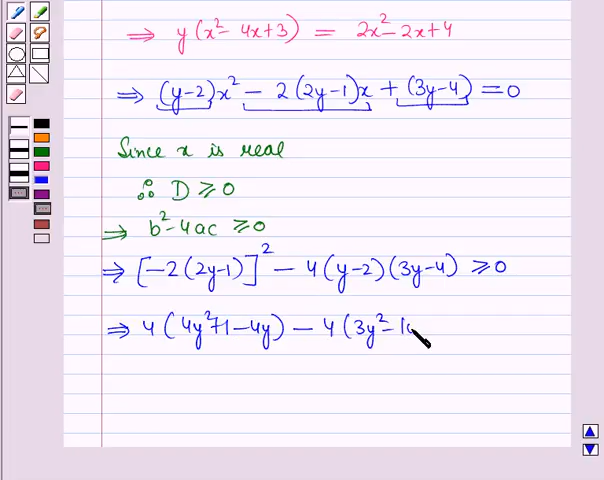 ⇒ y(x² - 4x + 3) = 2x² - 2x + 4
⇒ (y-2)x² - 2(2y-1)x + (3y-4) = 0
Since x is real
∴ D ≥ 0
⇒ b² - 4ac ≥ 0
⇒ [-2(2y-1)]² - 4(y-2)(3y-4) ≥ 0
⇒ 4(4y²+1-4y) - 4(3y²-1